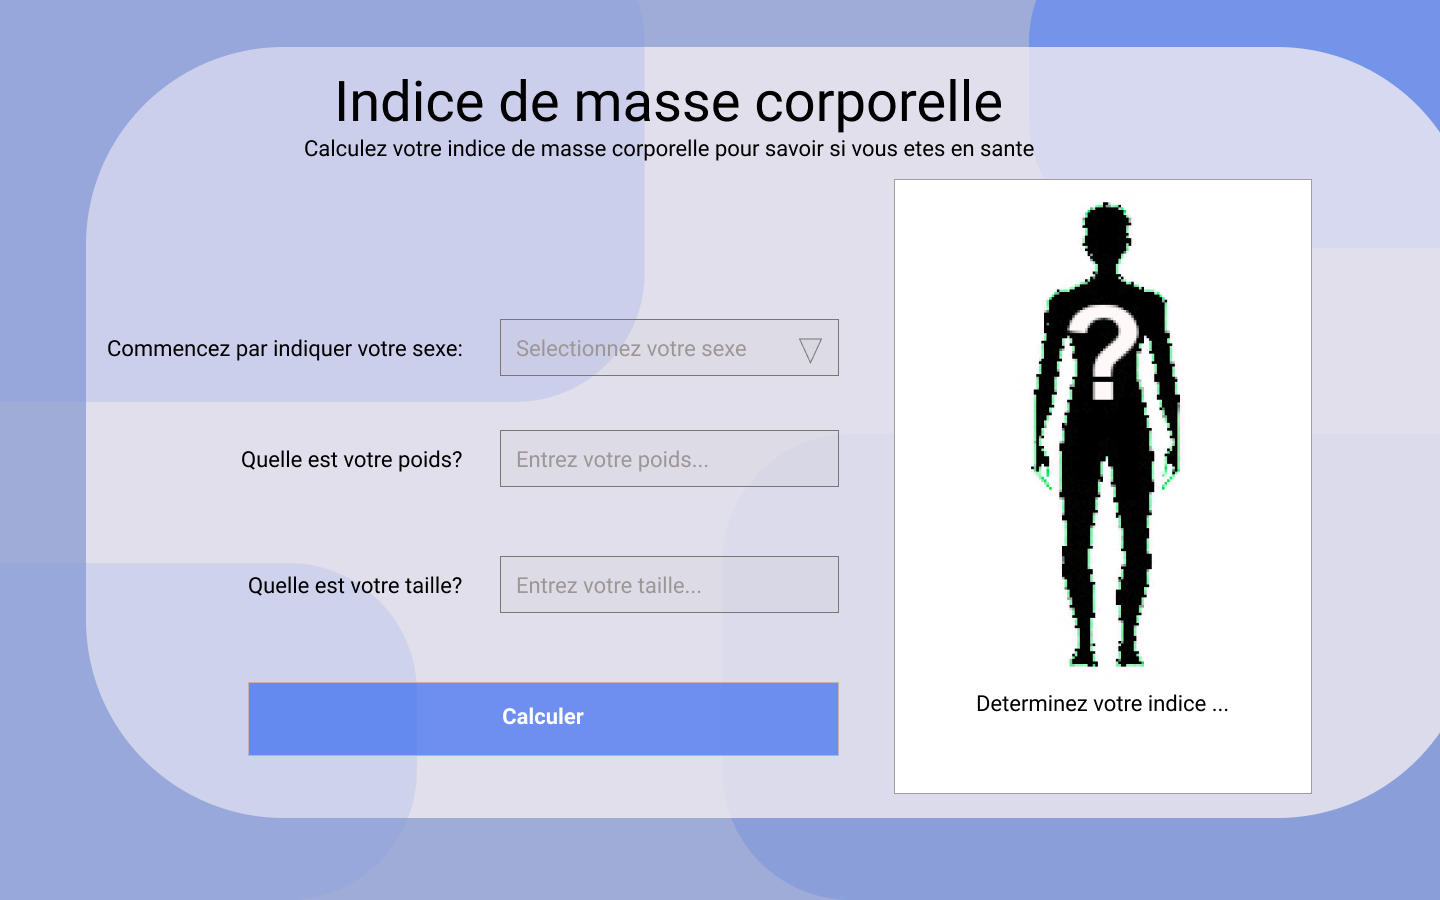 Indice de masse corporelle
Calculez votre indice de masse corporelle pour savoir si vous etes en sante
Commencez par indiquer votre sexe:
Selectionnez votre sexe
Quelle est votre poids?
Entrez votre poids...
Quelle est votre taille?
Entrez votre taille...
Calculer
?
Determinez votre indice ...